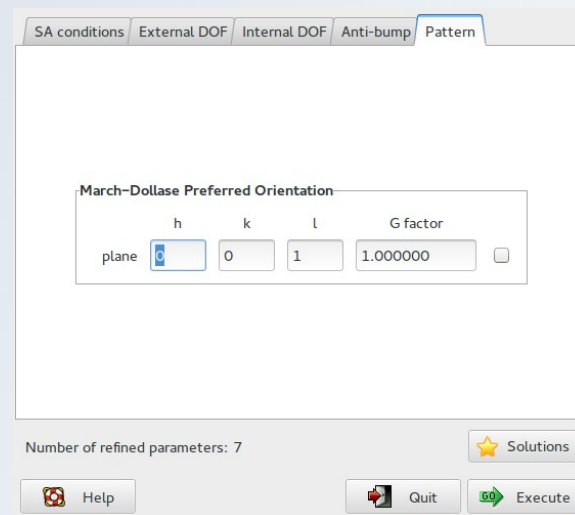 SA conditions External DOF Internal DOF Anti-bump Pattern
March-Dollase Preferred Orientation
h k l G factor
plane 0 0 1 1.000000
Number of refined parameters: 7
Solutions
Help Quit GO Execute